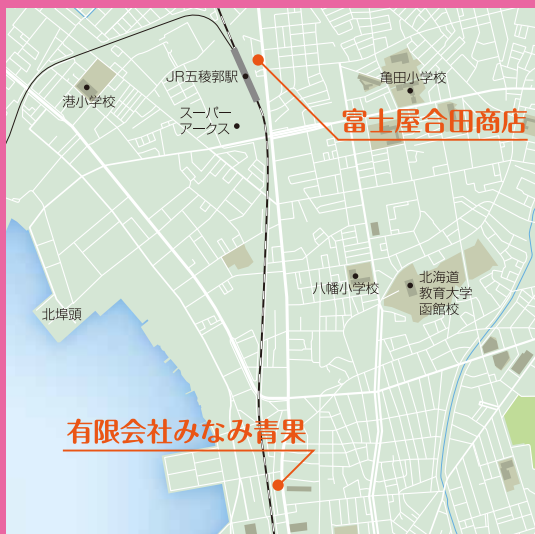 JR五稜郭駅
亀田小学校
港小学校
スーパー
アークス
富士屋合田商店
八幡小学校
北海道
教育大学
函館校
北埠頭
有限会社みなみ青果